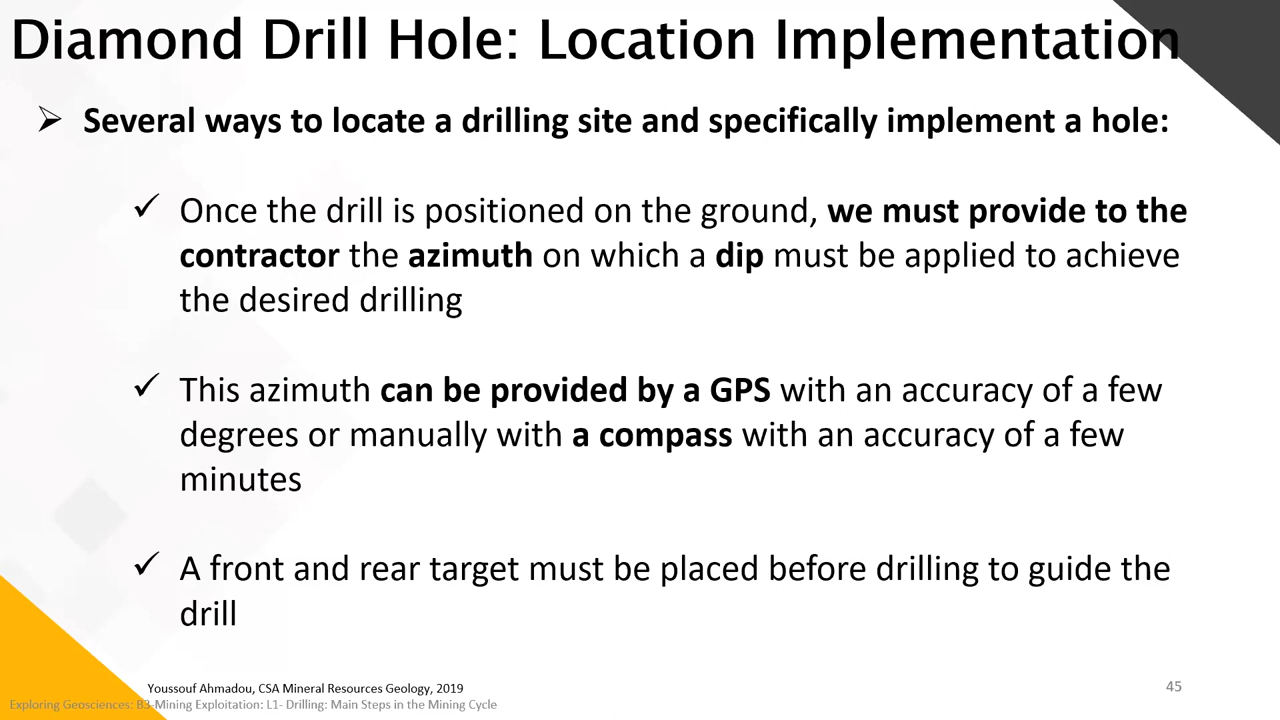 Diamond Drill Hole: Location Implementation
Several ways to locate a drilling site and specifically implement a hole:
Once the drill is positioned on the ground, we must provide to the
contractor the azimuth on which a dip must be applied to achieve
the desired drilling
This azimuth can be provided by a GPS with an accuracy of a few
degrees or manually with a compass with an accuracy of a few
minutes
A front and rear target must be placed before drilling to guide the
drill
Youssouf Ahmadou, CSA Mineral Resources Geology, 2019
45
Exploring Geosciences: B3-Mining Exploitation: L1- Drilling: Main Steps in the Mining Cycle